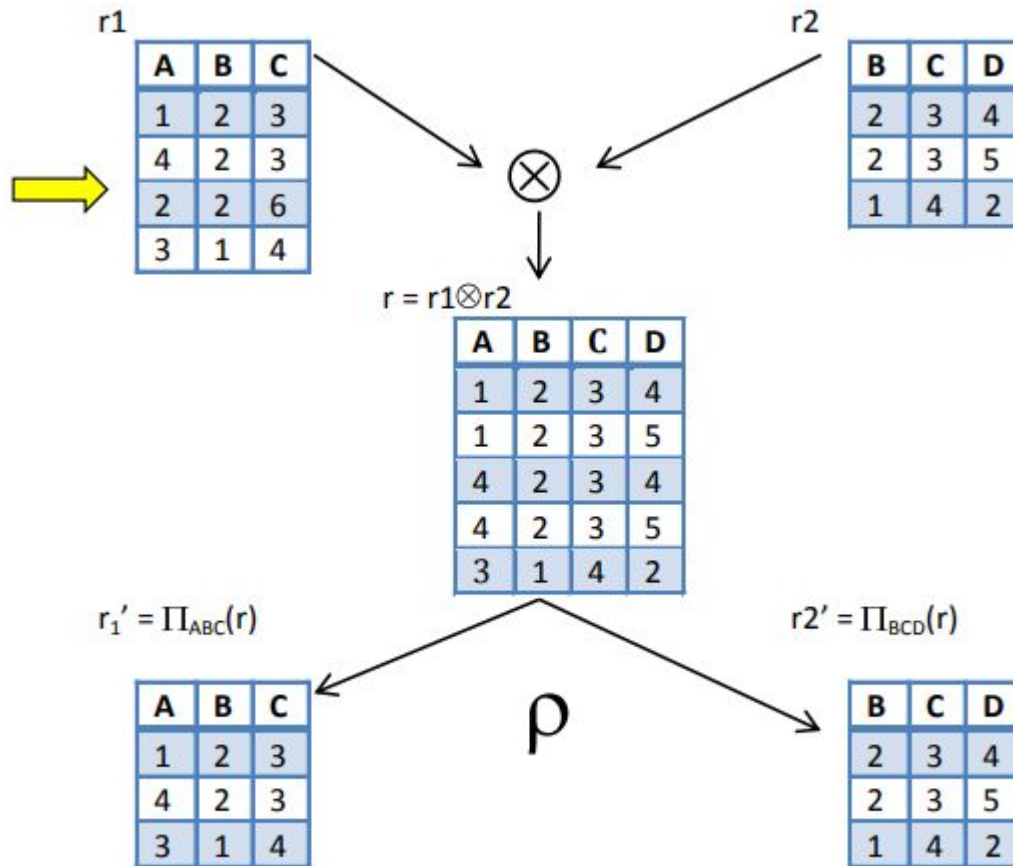 r1
A B C
1 2 3
4 2 3
2 2 6
3 1 4
r2
B C D
2 3 4
2 3 5
1 4 2
⊗
r = r1⊗r2
A B C D
1 2 3 4
1 2 3 5
4 2 3 4
4 2 3 5
3 1 4 2
r₁’ = Π_ABC(r)
A B C
1 2 3
4 2 3
3 1 4
ρ
r2’ = Π_BCD(r)
B C D
2 3 4
2 3 5
1 4 2